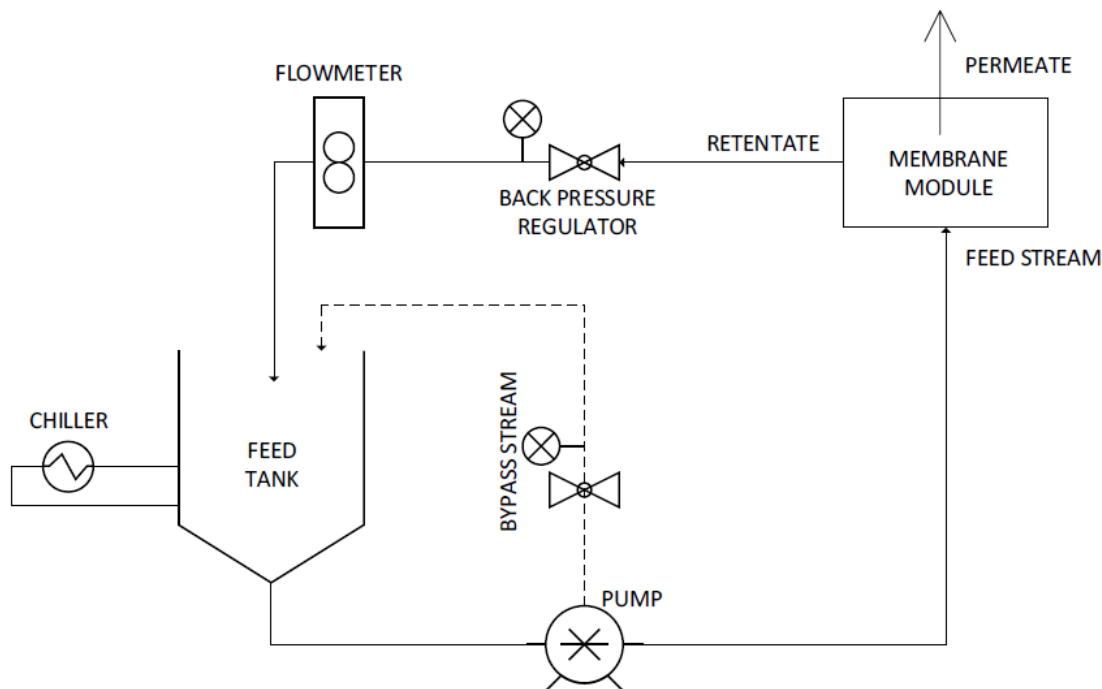 FLOWMETER
PERMEATE
RETENTATE
MEMBRANE
MODULE
BACK PRESSURE
REGULATOR
FEED STREAM
CHILLER
FEED
TANK
BYPASS STREAM
PUMP